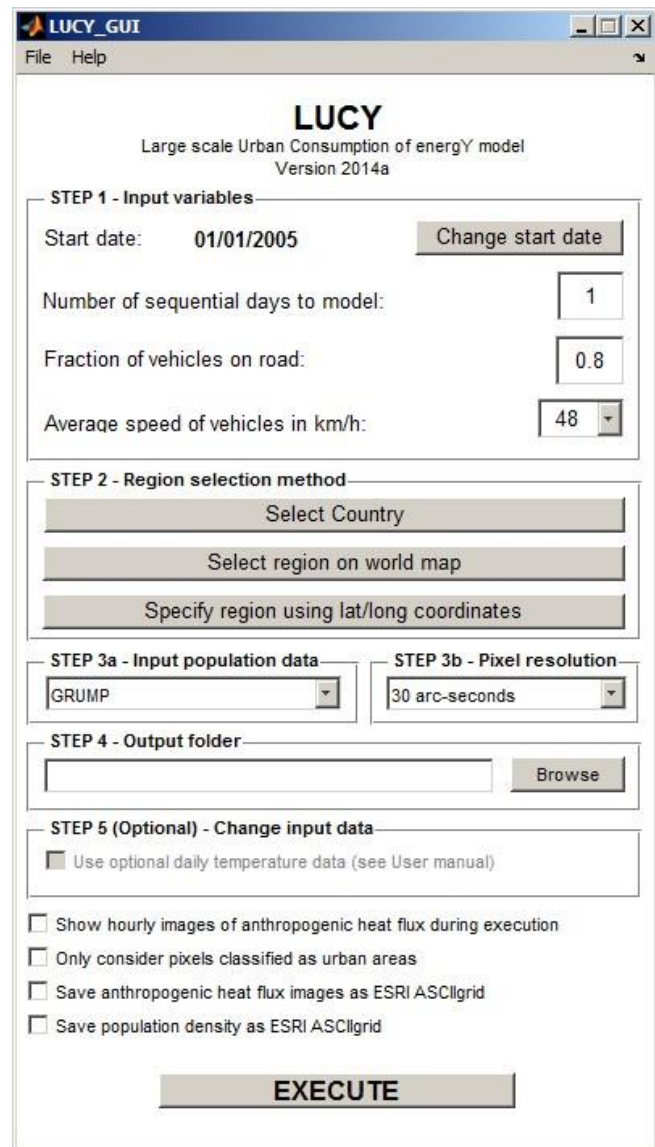 LUCY_GUI
File Help
LUCY
Large scale Urban Consumption of energY model
Version 2014a
STEP 1 - Input variables
Start date: 01/01/2005 Change start date
Number of sequential days to model: 1
Fraction of vehicles on road: 0.8
Average speed of vehicles in km/h: 48
STEP 2 - Region selection method
Select Country
Select region on world map
Specify region using lat/long coordinates
STEP 3a - Input population data STEP 3b - Pixel resolution
GRUMP 30 arc-seconds
STEP 4 - Output folder
Browse
STEP 5 (Optional) - Change input data
Use optional daily temperature data (see User manual)
Show hourly images of anthropogenic heat flux during execution
Only consider pixels classified as urban areas
Save anthropogenic heat flux images as ESRI ASCIIgrid
Save population density as ESRI ASCIIgrid
EXECUTE